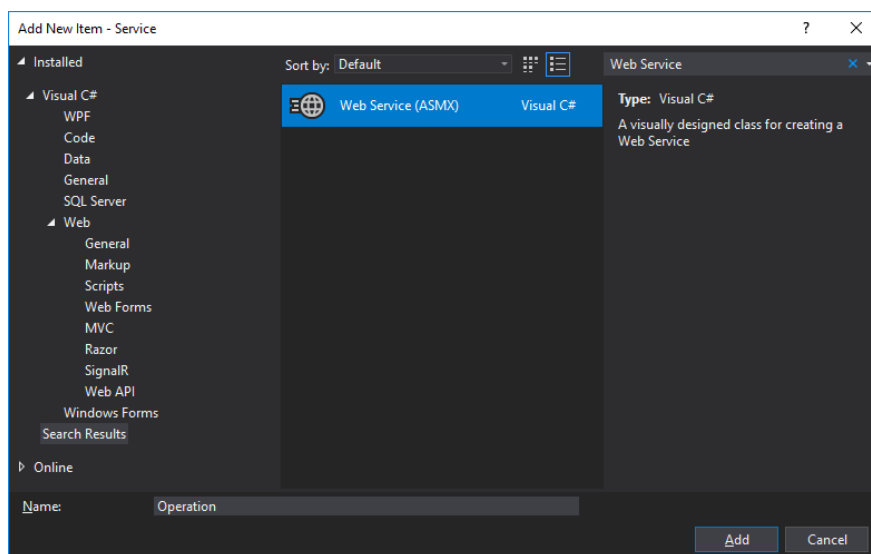 Add New Item - Service
?
Installed
Sort by: Default
Web Service
Visual C#
WPF
Code
Data
General
SQL Server
Web
General
Markup
Scripts
Web Forms
MVC
Razor
SignalR
Web API
Windows Forms
Search Results
Online
Web Service (ASMX) Visual C#
Type: Visual C#
A visually designed class for creating a
Web Service
Name: Operation
Add Cancel